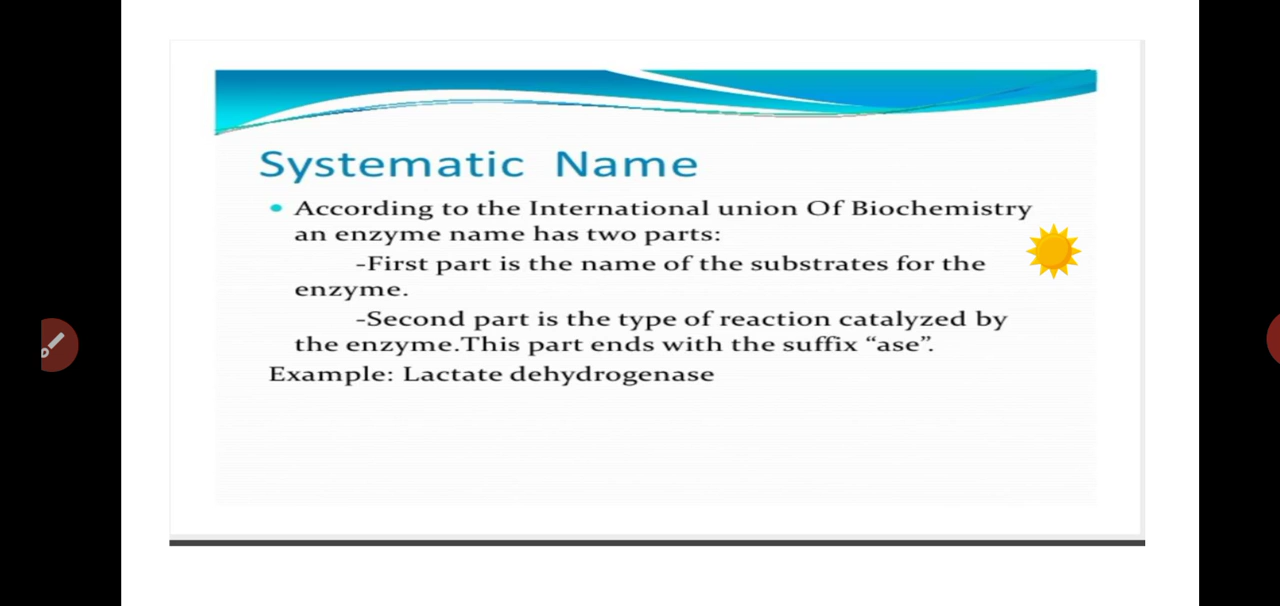 Systematic Name
• According to the International union Of Biochemistry
an enzyme name has two parts:
-First part is the name of the substrates for the
enzyme.
-Second part is the type of reaction catalyzed by
the enzyme.This part ends with the suffix “ase”.
Example: Lactate dehydrogenase